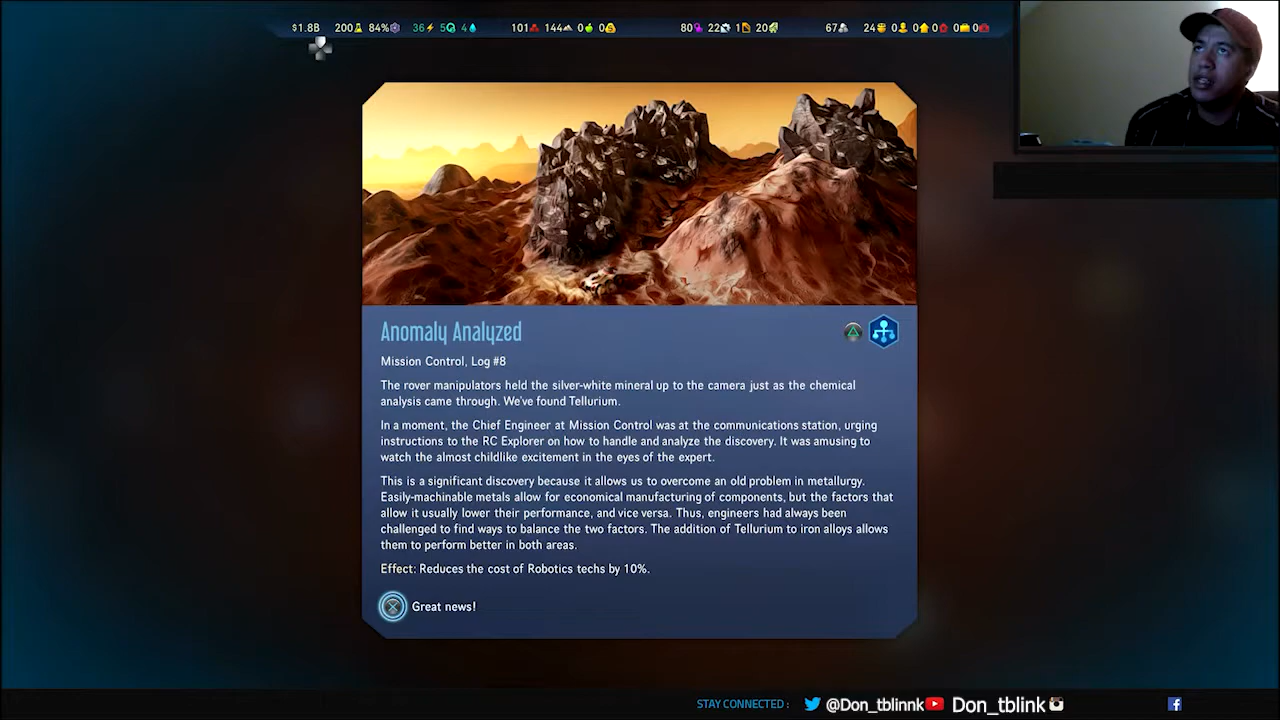 $1.8B 200 84% 36 5 4 101 144 0 0 80 22 1 20 67 24 0 0 0 0 0
Anomaly Analyzed
Mission Control, Log #8
The rover manipulators held the silver-white mineral up to the camera just as the chemical
analysis came through. We've found Tellurium.
In a moment, the Chief Engineer at Mission Control was at the communications station, urging
instructions to the RC Explorer on how to handle and analyze the discovery. It was amusing to
watch the almost childlike excitement in the eyes of the expert.
This is a significant discovery because it allows us to overcome an old problem in metallurgy.
Easily-machinable metals allow for economical manufacturing of components, but the factors that
allow it usually lower their performance, and vice versa. Thus, engineers had always been
challenged to find ways to balance the two factors. The addition of Tellurium to iron alloys allows
them to perform better in both areas.
Effect: Reduces the cost of Robotics techs by 10%.
Great news!
STAY CONNECTED : @Don_tblinnk Don_tblink